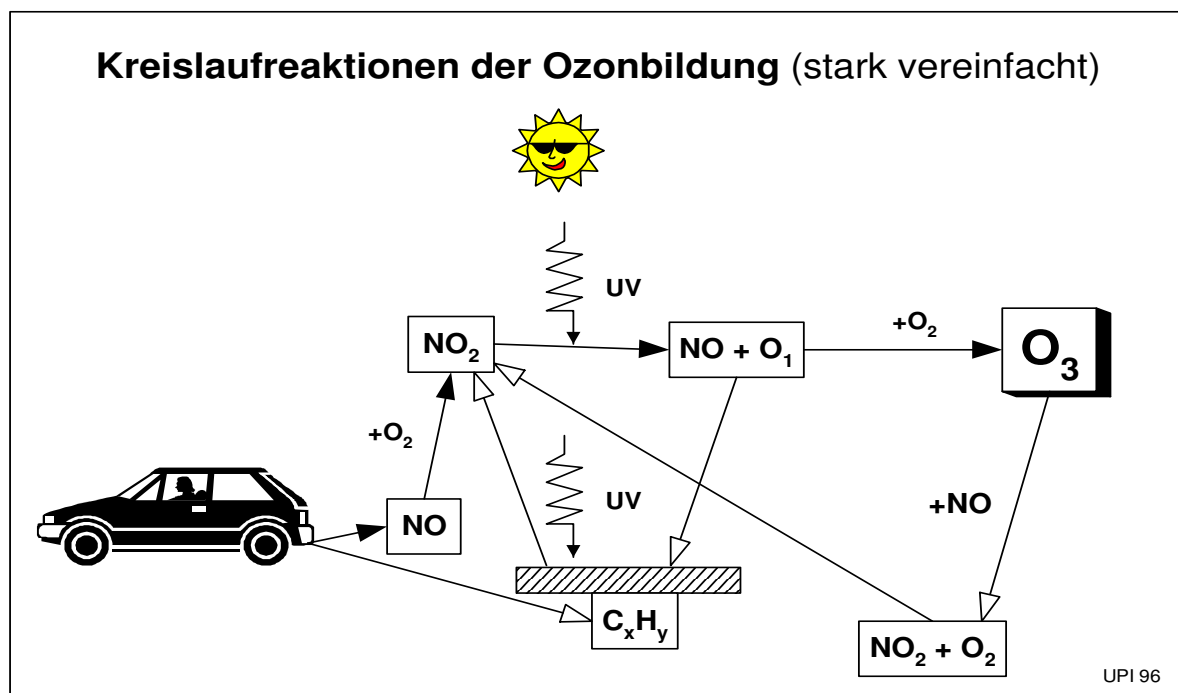 Kreislaufreaktionen der Ozonbildung (stark vereinfacht)
UV
NO₂
NO + O₁
+O₂
O₃
+O₂
UV
NO
+NO
CₓHᵧ
NO₂ + O₂
UPI 96